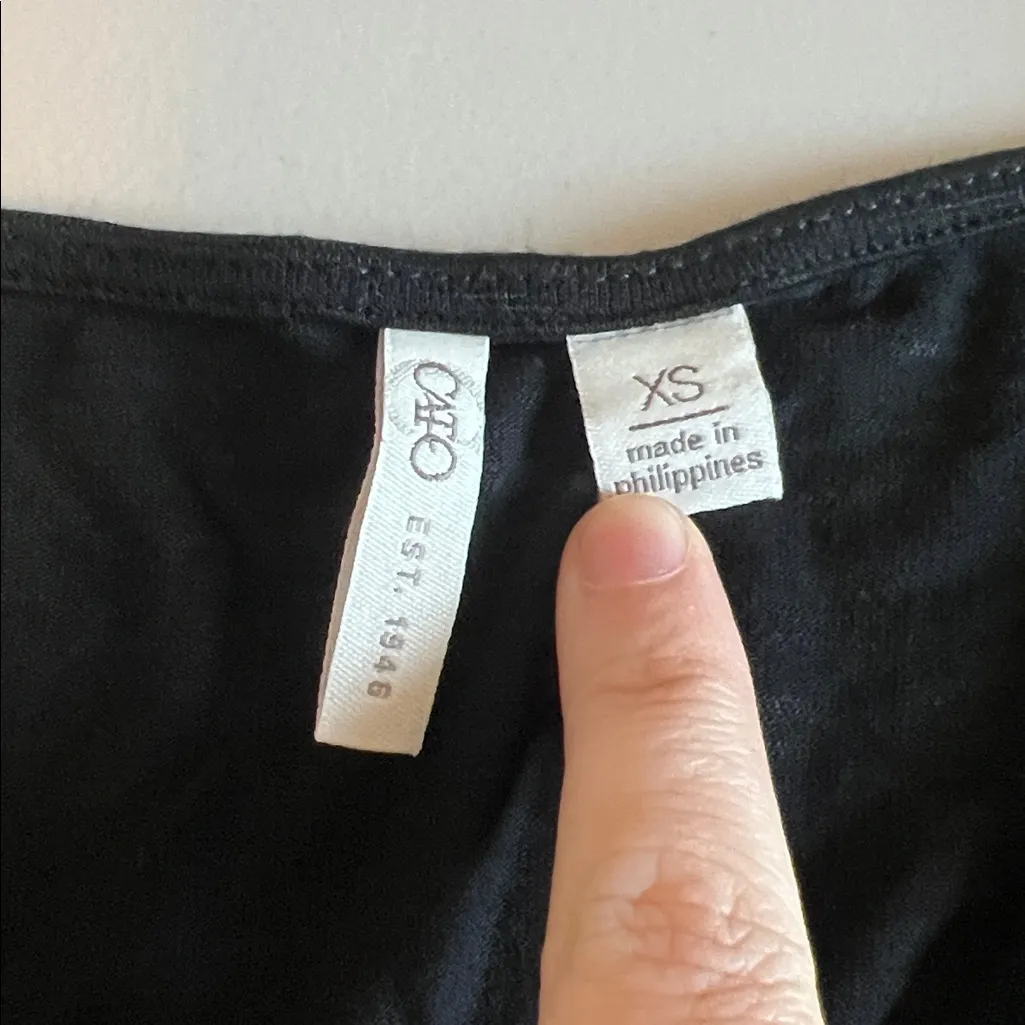 CATO
EST. 1946
XS
made in
philippines